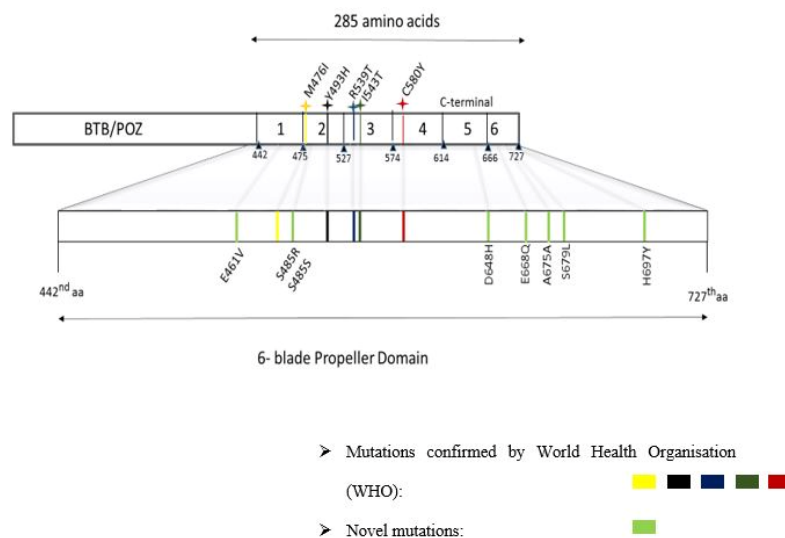 285 amino acids
M476I
Y493H
R539T
I543T
C580Y
C-terminal
BTB/POZ 1 2 3 4 5 6
442 475 527 574 614 666 727
E461V
S485R
S485S
D648H
E668Q
A675A
S679L
H697Y
442nd aa
727th aa
6- blade Propeller Domain
Mutations confirmed by World Health Organisation
(WHO):
Novel mutations: